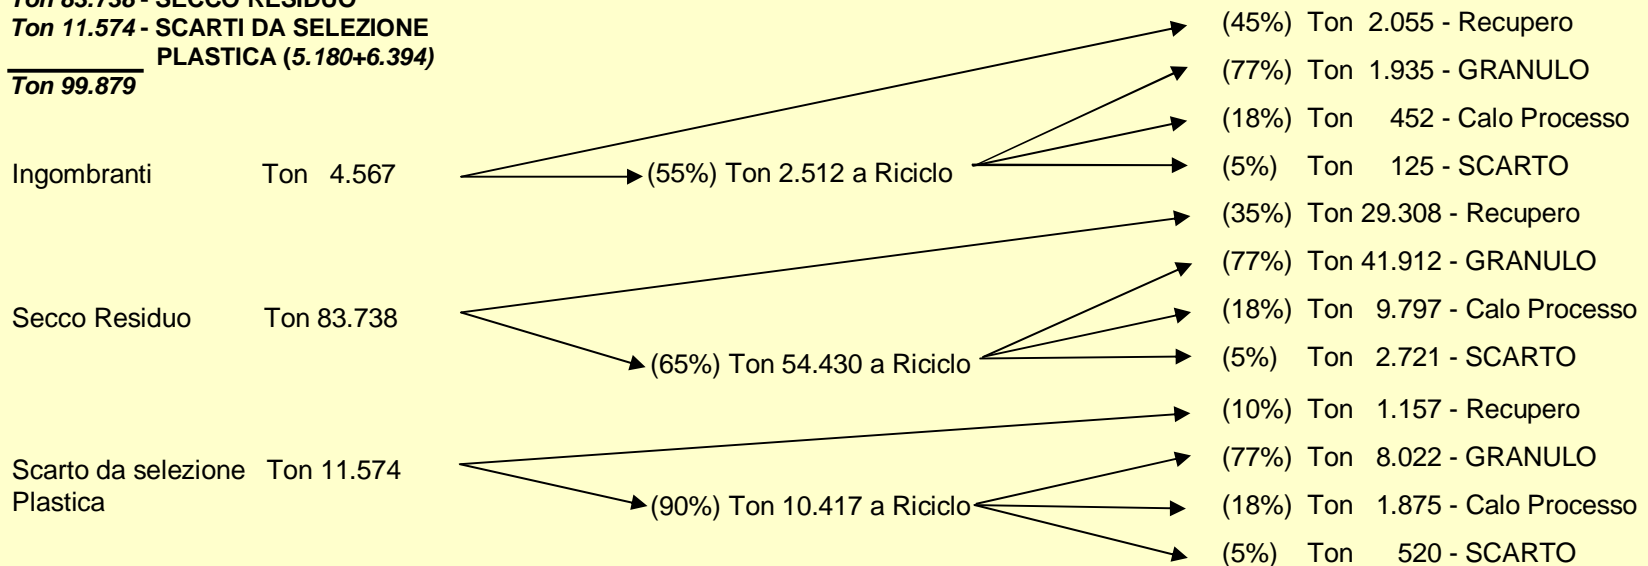 Ton 83.738 - SECCO RESIDUO
Ton 11.574 - SCARTI DA SELEZIONE
PLASTICA (5.180+6.394)
Ton 99.879
(45%) Ton 2.055 - Recupero
(77%) Ton 1.935 - GRANULO
(18%) Ton 452 - Calo Processo
Ingombranti Ton 4.567 (55%) Ton 2.512 a Riciclo (5%) Ton 125 - SCARTO
(35%) Ton 29.308 - Recupero
(77%) Ton 41.912 - GRANULO
Secco Residuo Ton 83.738 (18%) Ton 9.797 - Calo Processo
(65%) Ton 54.430 a Riciclo (5%) Ton 2.721 - SCARTO
(10%) Ton 1.157 - Recupero
Scarto da selezione Ton 11.574 (77%) Ton 8.022 - GRANULO
Plastica (90%) Ton 10.417 a Riciclo (18%) Ton 1.875 - Calo Processo
(5%) Ton 520 - SCARTO